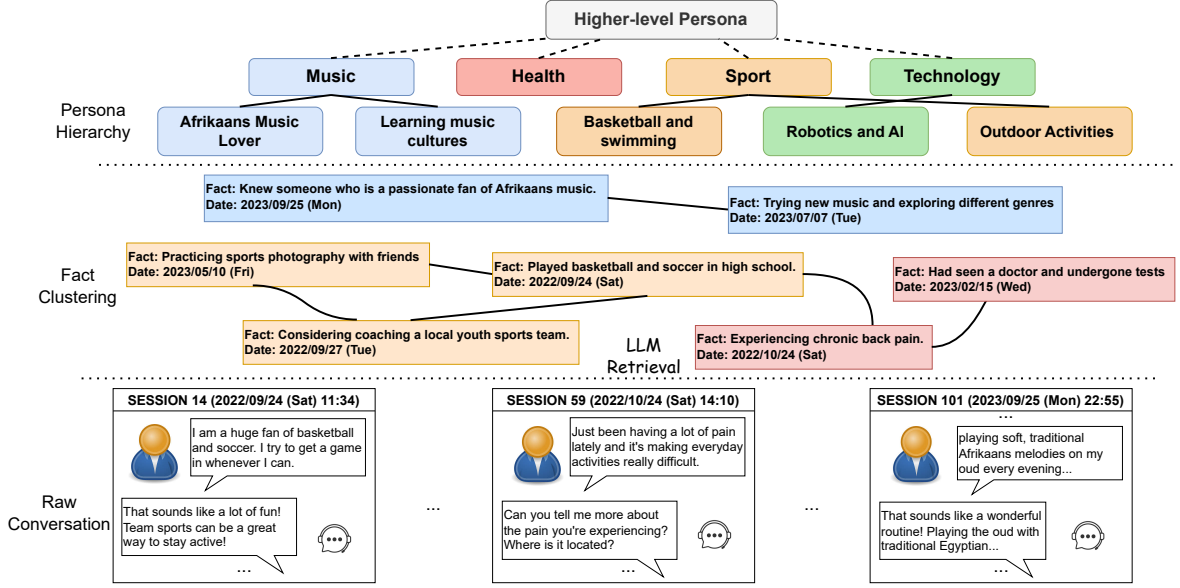 Higher-level Persona
Music
Health
Sport
Technology
Persona
Hierarchy
Afrikaans Music
Lover
Learning music
cultures
Basketball and
swimming
Robotics and AI
Outdoor Activities
Fact: Knew someone who is a passionate fan of Afrikaans music.
Date: 2023/09/25 (Mon)
Fact: Trying new music and exploring different genres
Date: 2023/07/07 (Tue)
Fact
Clustering
Fact: Practicing sports photography with friends
Date: 2023/05/10 (Fri)
Fact: Played basketball and soccer in high school.
Date: 2022/09/24 (Sat)
Fact: Had seen a doctor and undergone tests
Date: 2023/02/15 (Wed)
Fact: Considering coaching a local youth sports team.
Date: 2022/09/27 (Tue)
LLM
Retrieval
Fact: Experiencing chronic back pain.
Date: 2022/10/24 (Sat)
Raw
Conversation
SESSION 14 (2022/09/24 (Sat) 11:34)
I am a huge fan of basketball
and soccer. I try to get a game
in whenever I can.
That sounds like a lot of fun!
Team sports can be a great
way to stay active!
...
...
SESSION 59 (2022/10/24 (Sat) 14:10)
Just been having a lot of pain
lately and it's making everyday
activities really difficult.
Can you tell me more about
the pain you're experiencing?
Where is it located?
...
...
SESSION 101 (2023/09/25 (Mon) 22:55)
...
playing soft, traditional
Afrikaans melodies on my
oud every evening...
That sounds like a wonderful
routine! Playing the oud with
traditional Egyptian...
...